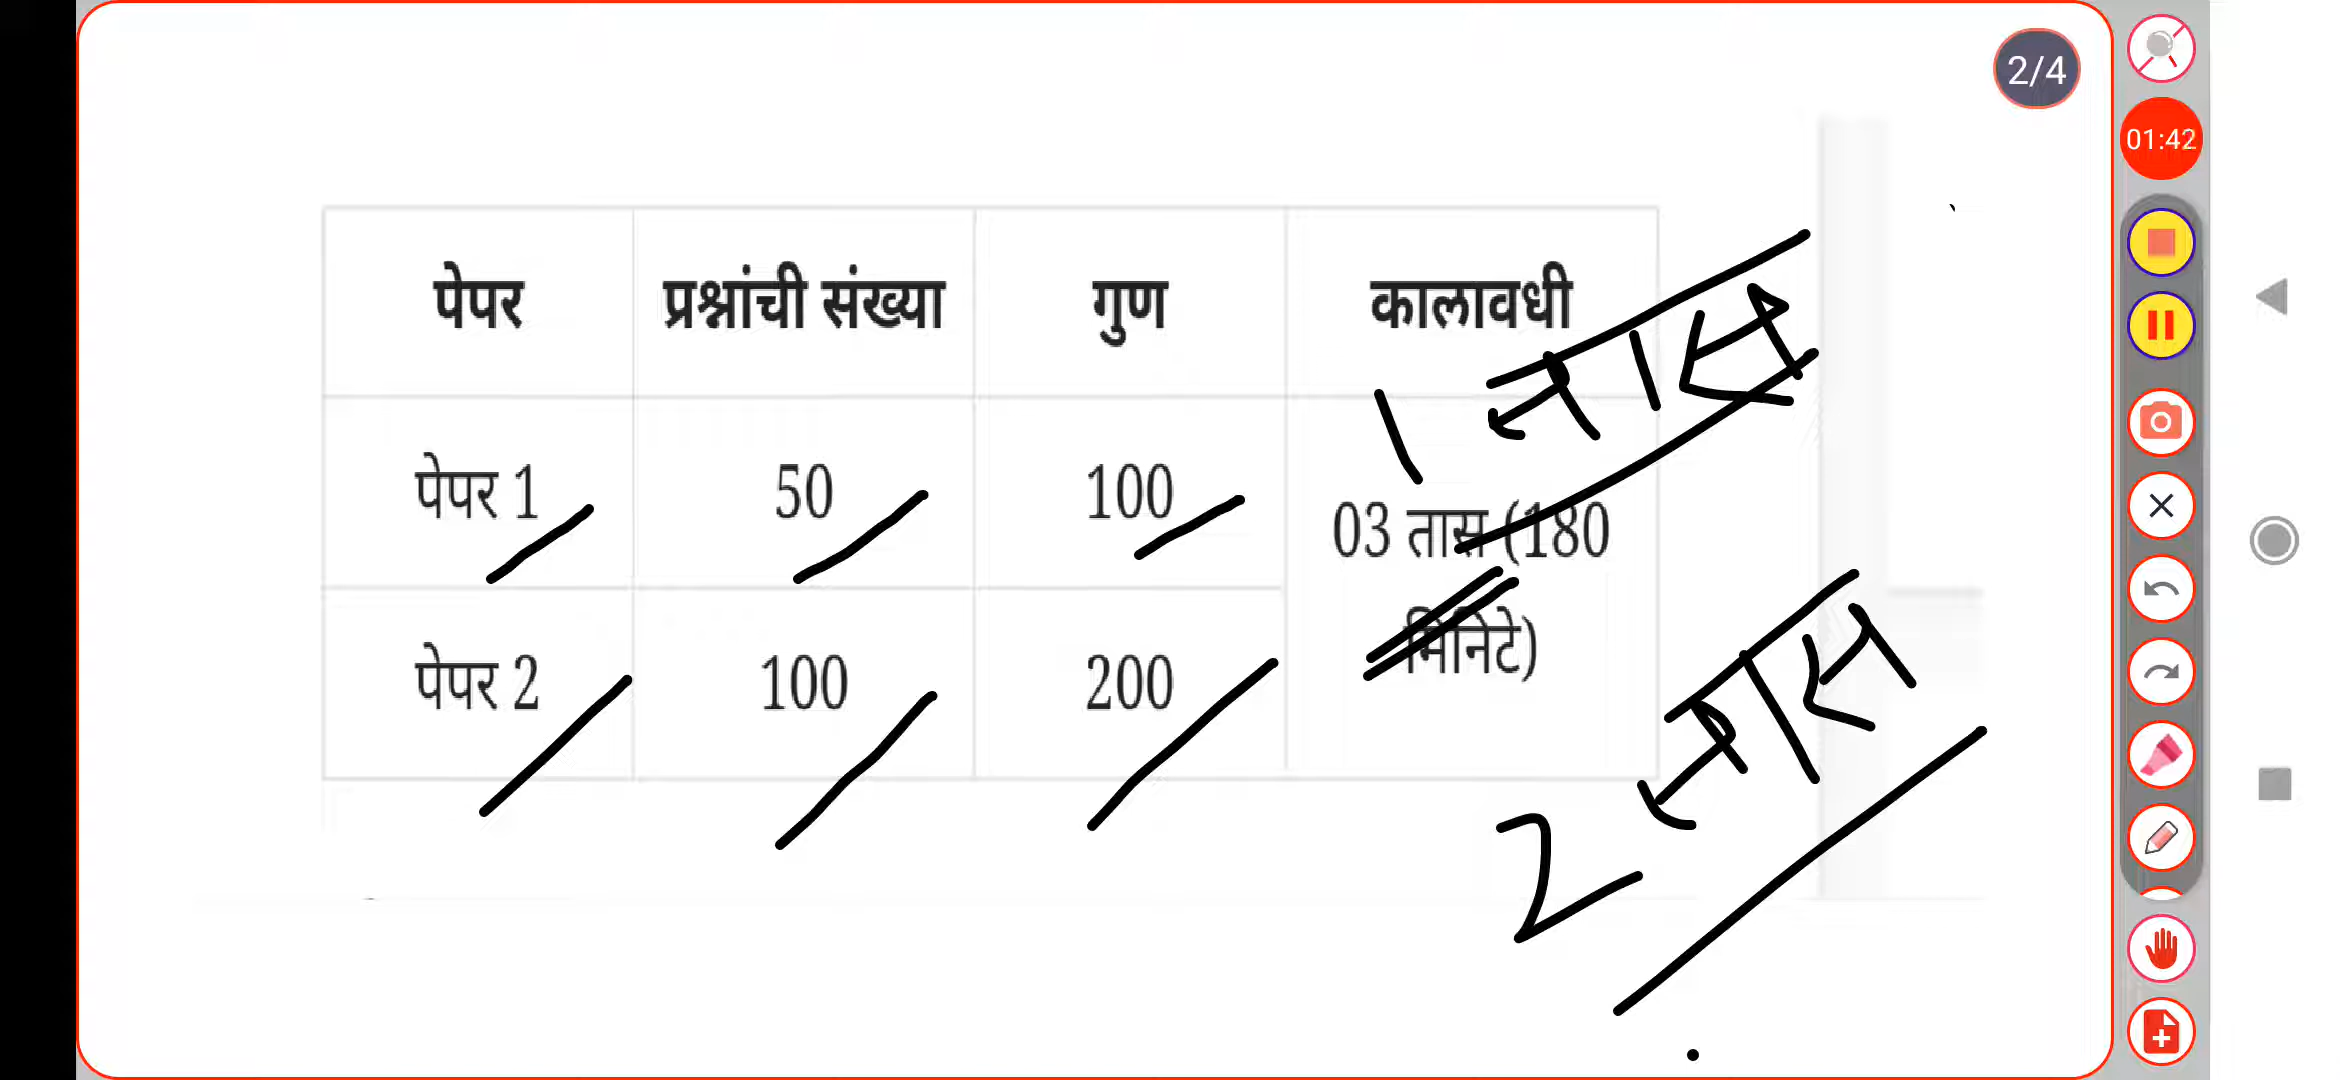 2/4
01:42
पेपर प्रश्नांची संख्या गुण कालावधी
1 तास
पेपर 1 50 100 03 तास (180
मिनिटे)
पेपर 2 100 200
2 तास